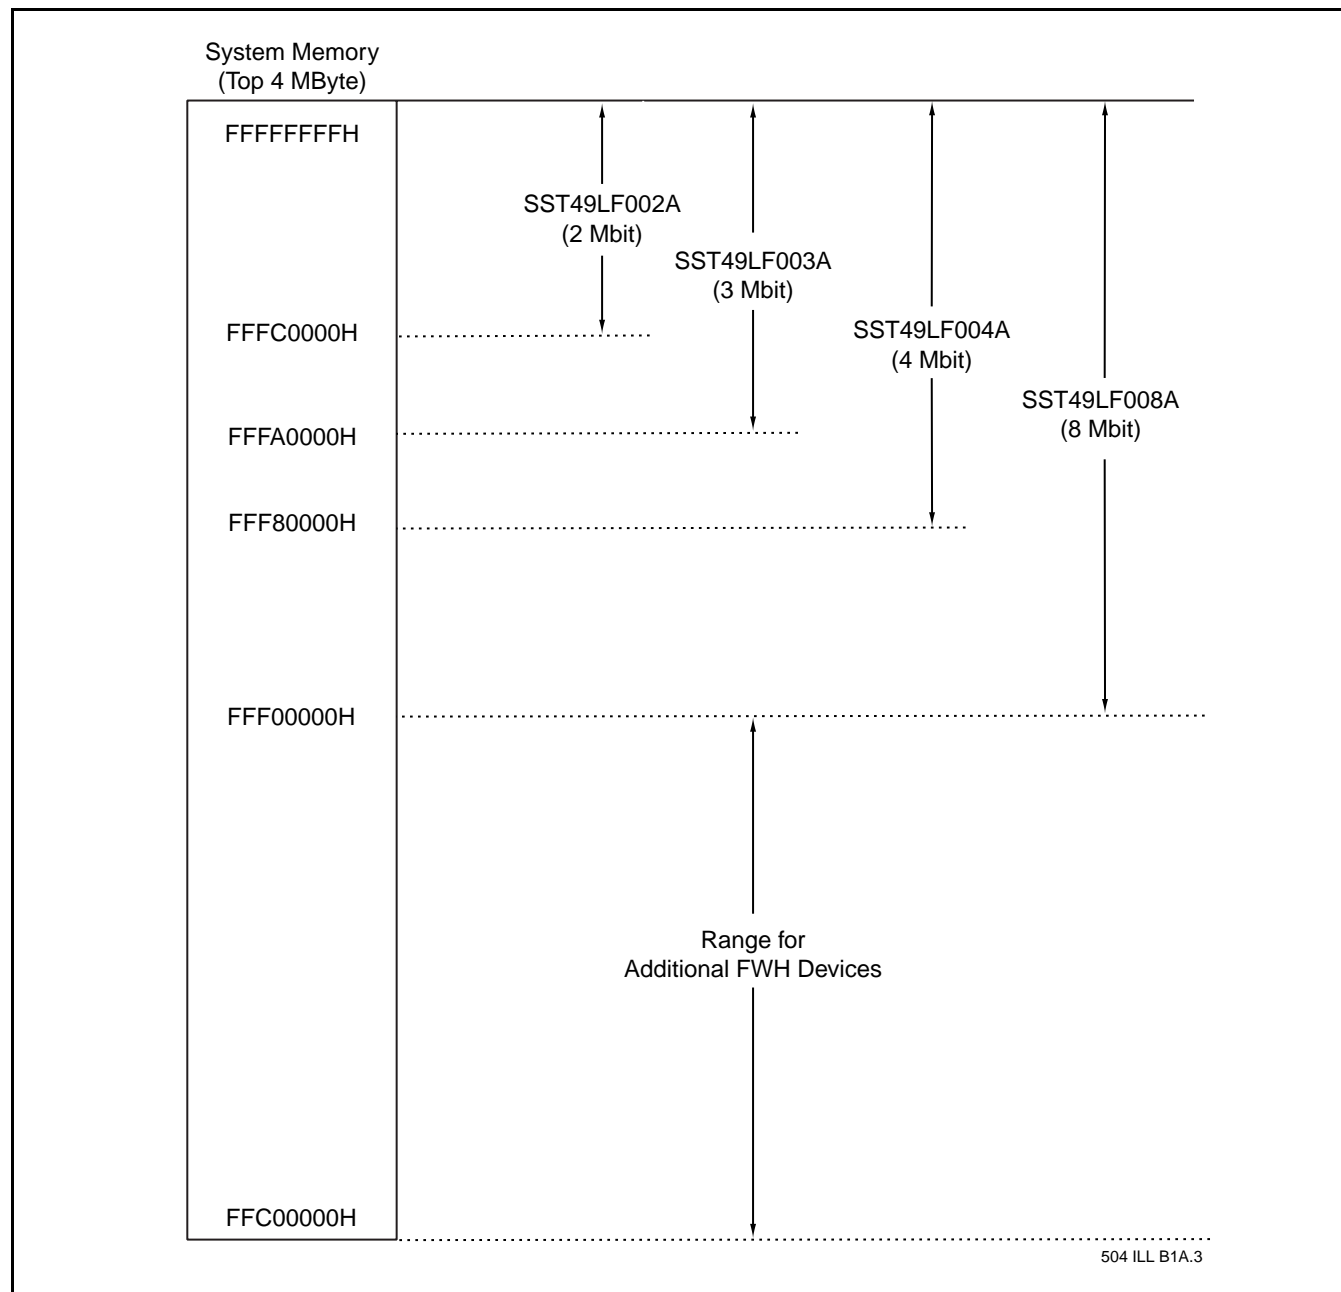 System Memory
(Top 4 MByte)
FFFFFFFFH
SST49LF002A
(2 Mbit)
SST49LF003A
(3 Mbit)
FFFC0000H
SST49LF004A
(4 Mbit)
SST49LF008A
(8 Mbit)
FFFA0000H
FFF80000H
FFF00000H
Range for
Additional FWH Devices
FFC00000H
504 ILL B1A.3